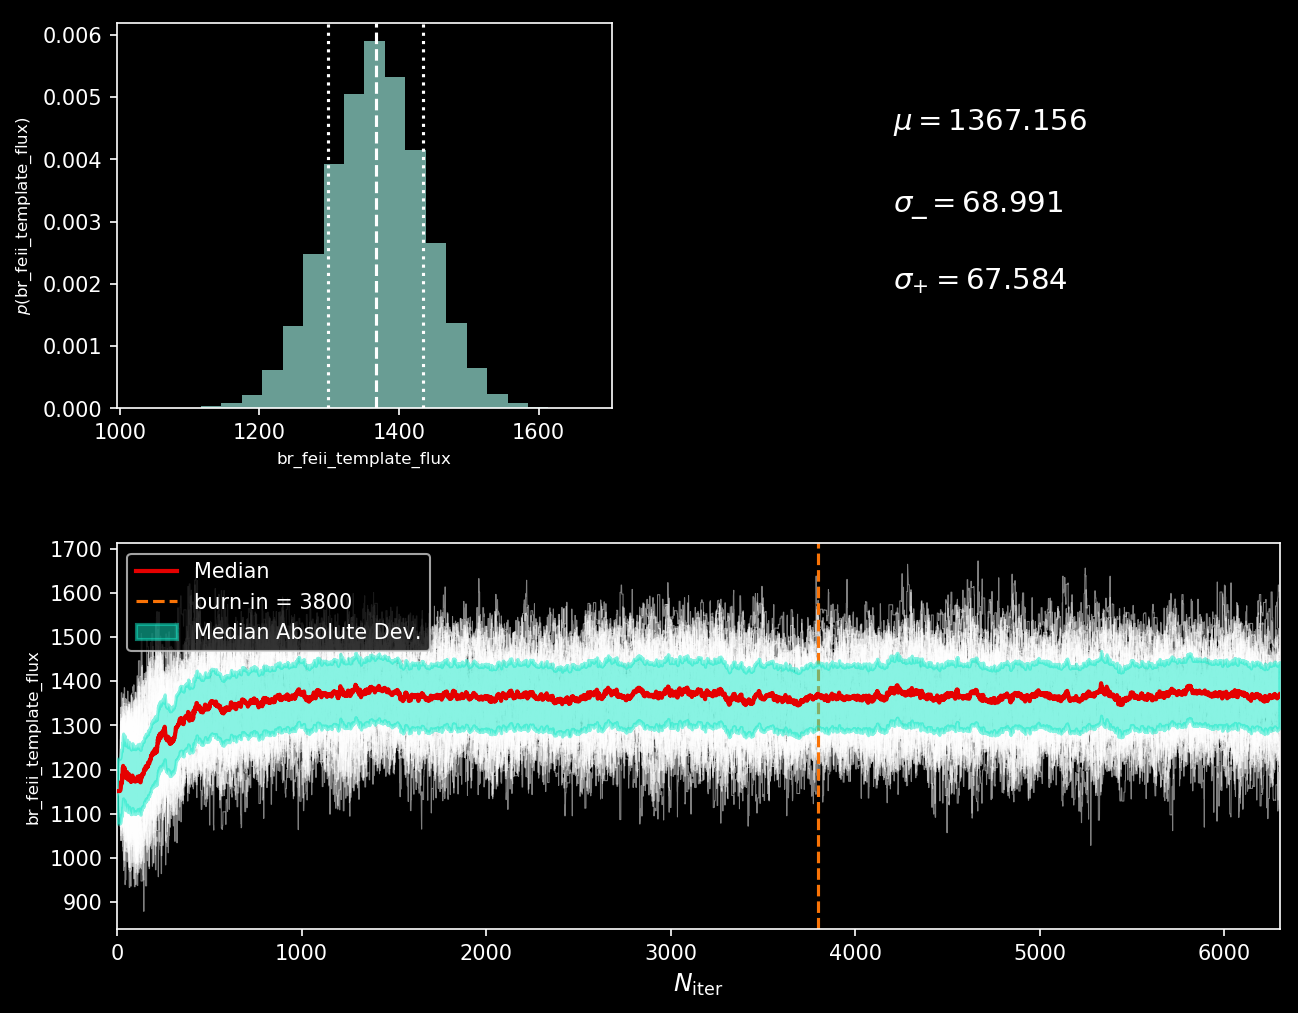 0.006
0.005
0.004
0.003
0.002
0.001
0.000
p(br_feii_template_flux)
1000 1200 1400 1600
br_feii_template_flux
μ = 1367.156
σ_ = 68.991
σ+ = 67.584
1700
1600
1500
1400
1300
1200
1100
1000
900
br_feii_template_flux
Median
burn-in = 3800
Median Absolute Dev.
0 1000 2000 3000 4000 5000 6000
Niter